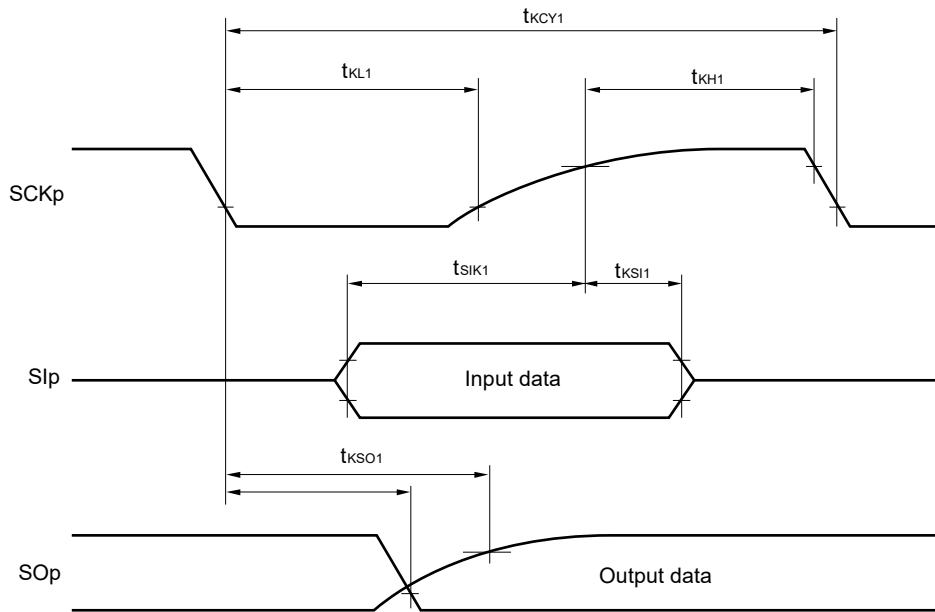 tKCY1
tKL1
tKH1
SCKp
tSIK1
tKSI1
SIp
Input data
tKSO1
SOp
Output data